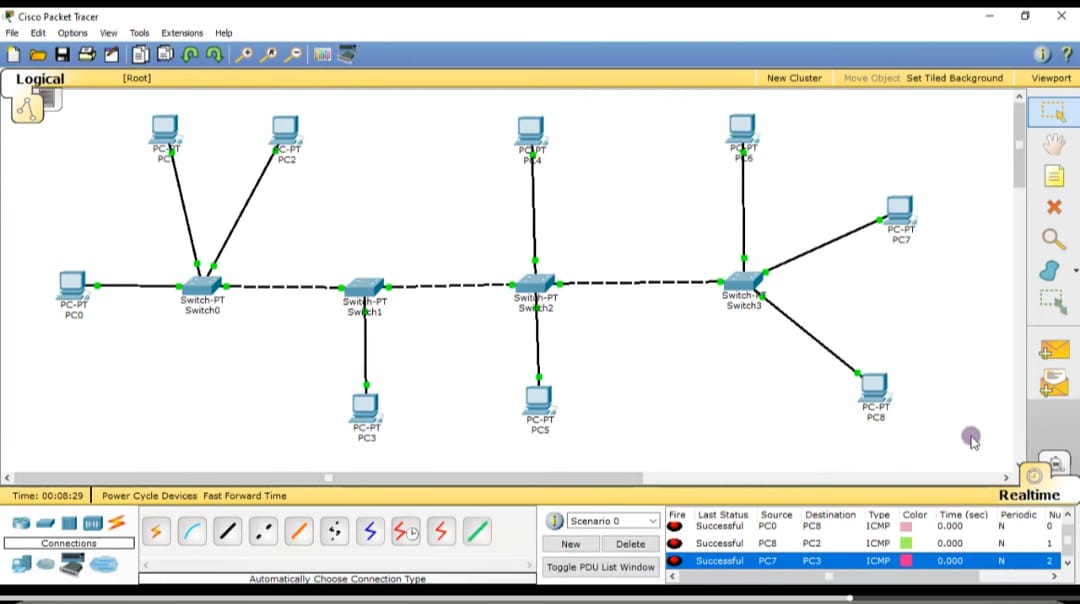 Cisco Packet Tracer
File Edit Options View Tools Extensions Help
Logical [Root] New Cluster Move Object Set Tiled Background Viewport
PC-PT
PC-PT
PC2
PC-PT
PC4
PC-PT
PC6
PC-PT
PC7
PC-PT
PC0
Switch-PT
Switch0
Switch-PT
Switch1
Switch-PT
Switch2
Switch-PT
Switch3
PC-PT
PC3
PC-PT
PC5
PC-PT
PC8
Time: 00:08:29 Power Cycle Devices Fast Forward Time Realtime
Connections
Automatically Choose Connection Type
Scenario 0
New Delete
Toggle PDU List Window
Fire Last Status Source Destination Type Color Time (sec) Periodic Nu
Successful PC0 PC8 ICMP 0.000 N 0
Successful PC8 PC2 ICMP 0.000 N 1
Successful PC7 PC3 ICMP 0.000 N 2